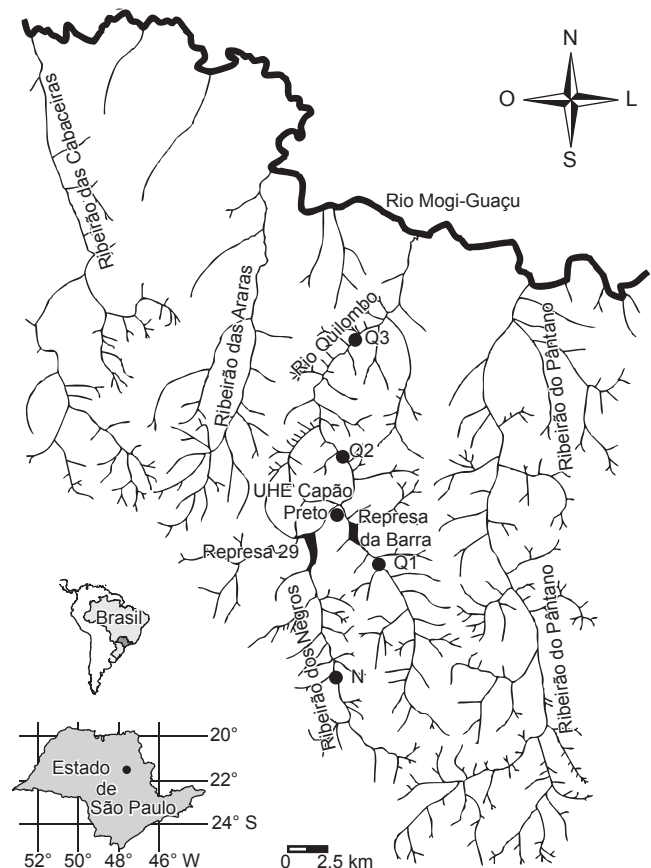 N
O
L
S
Ribeirão das Cabaceiras
Rio Mogi-Guaçu
Ribeirão das Araras
Rio Quilombo
Q3
Ribeirão do Pântano
Q2
UHE Capão
Preto
Represa
da Barra
Represa 29
Q1
Ribeirão dos Negros
N
Ribeirão do Pântano
Brasil
Estado
de
São Paulo
20°
22°
24° S
52°
50°
48°
46° W
0
2.5 km